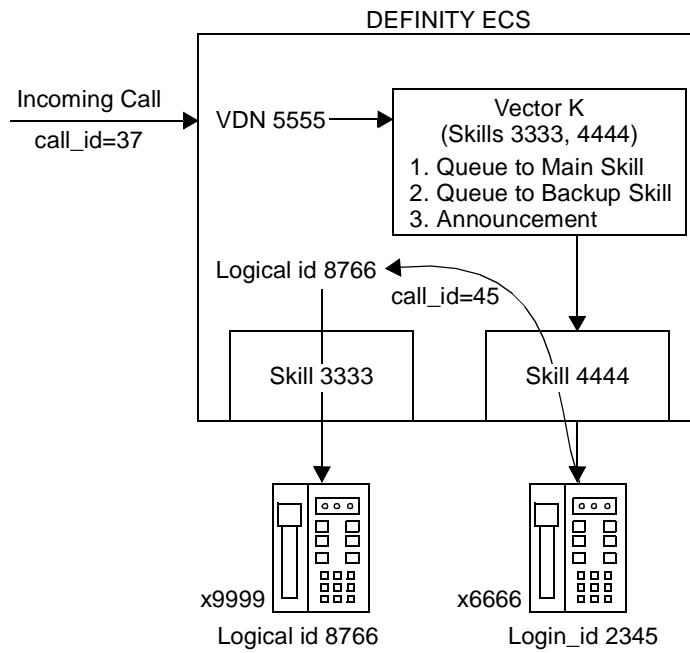 DEFINITY ECS
Incoming Call
call_id=37
VDN 5555
Vector K
(Skills 3333, 4444)
1. Queue to Main Skill
2. Queue to Backup Skill
3. Announcement
Logical id 8766
call_id=45
Skill 3333
Skill 4444
x9999
Logical id 8766
x6666
Login_id 2345